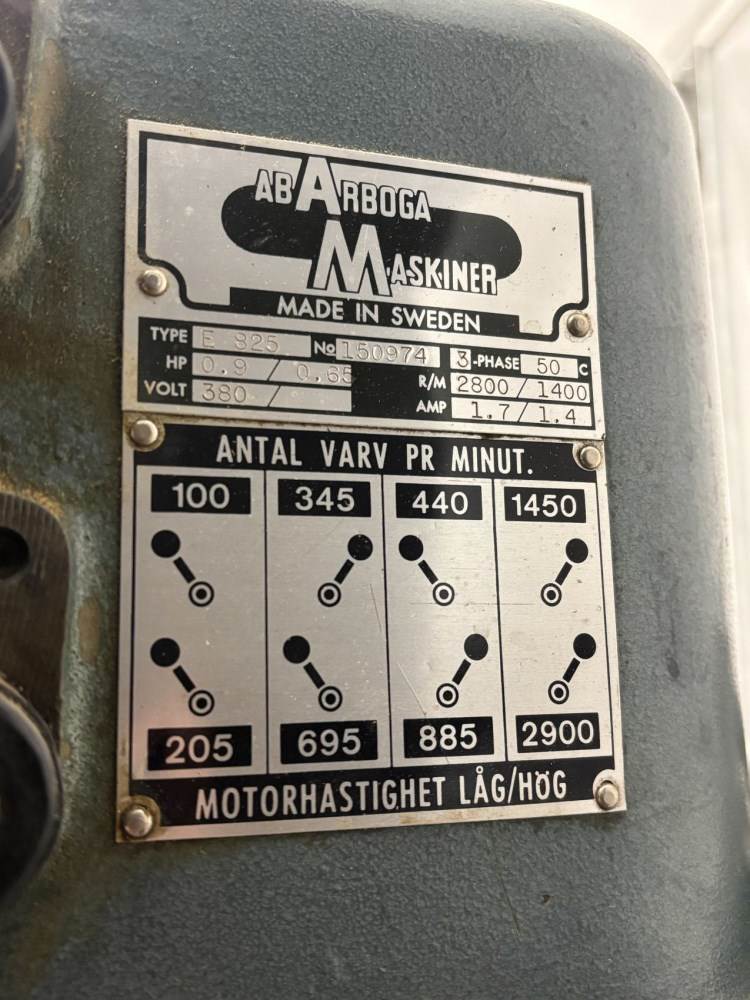 AB ARBOGA
MASKINER
MADE IN SWEDEN
TYPE E 825 No 150974 3-PHASE 50 C
HP 0.9 / 0.65 R/M 2800 / 1400
VOLT 380 / AMP 1.7 / 1.4
ANTAL VARV PR MINUT.
100 345 440 1450
205 695 885 2900
MOTORHASTIGHET LÅG/HÖG